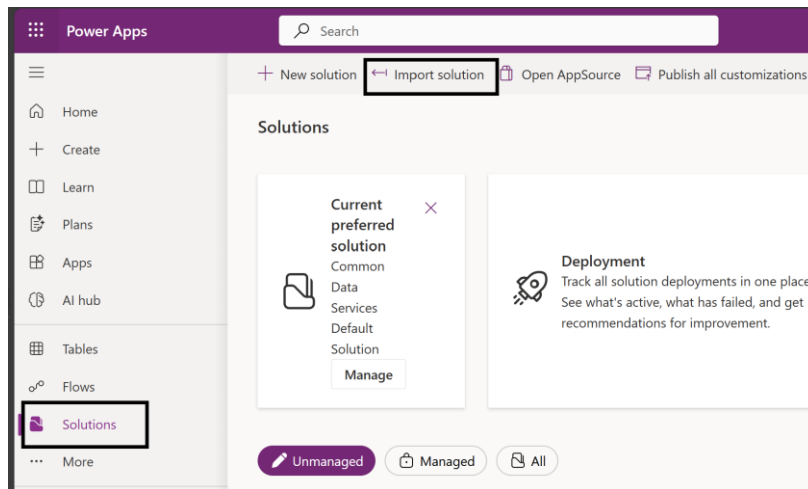 Power Apps
Search
New solution
Import solution
Open AppSource
Publish all customizations
Home
Create
Learn
Plans
Apps
AI hub
Tables
Flows
Solutions
More
Solutions
Current
preferred
solution
Common
Data
Services
Default
Solution
Manage
Deployment
Track all solution deployments in one place
See what's active, what has failed, and get
recommendations for improvement.
Unmanaged
Managed
All